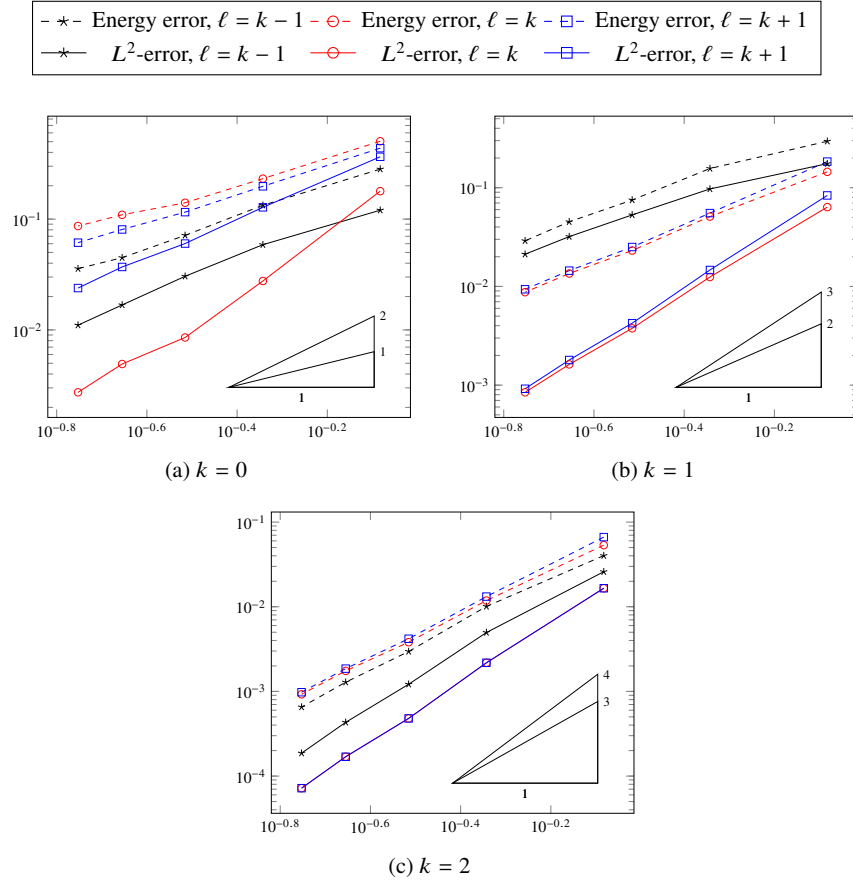 Energy error, ℓ = k − 1 Energy error, ℓ = k Energy error, ℓ = k + 1
L²-error, ℓ = k − 1 L²-error, ℓ = k L²-error, ℓ = k + 1
10⁻¹
10⁻²
10^−0.8 10^−0.6 10^−0.4 10^−0.2
2
1
1
(a) k = 0
10⁻¹
10⁻²
10⁻³
10^−0.8 10^−0.6 10^−0.4 10^−0.2
3
2
1
(b) k = 1
10⁻¹
10⁻²
10⁻³
10⁻⁴
10^−0.8 10^−0.6 10^−0.4 10^−0.2
4
3
1
(c) k = 2